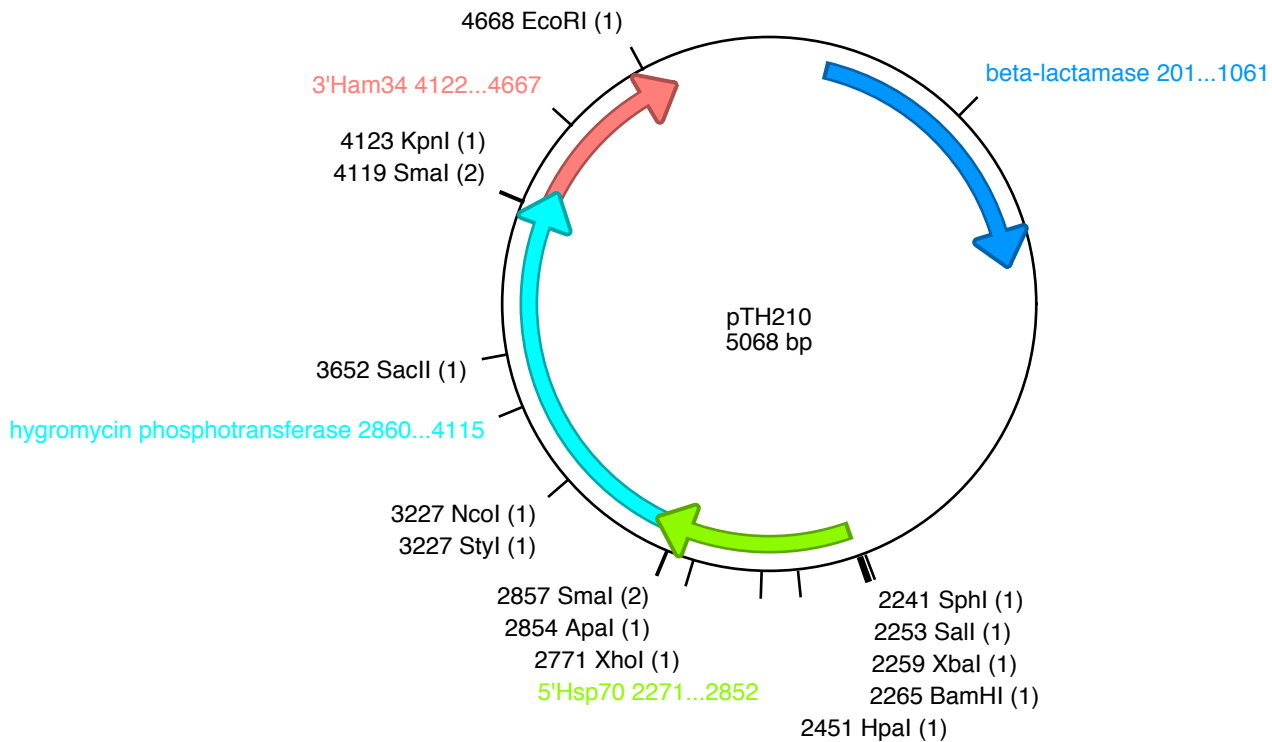 4668 EcoRI (1)
beta-lactamase 201...1061
3'Ham34 4122...4667
4123 KpnI (1)
4119 SmaI (2)
pTH210
5068 bp
3652 SacII (1)
hygromycin phosphotransferase 2860...4115
3227 NcoI (1)
3227 StyI (1)
2857 SmaI (2)
2854 ApaI (1)
2771 XhoI (1)
5'Hsp70 2271...2852
2241 SphI (1)
2253 SalI (1)
2259 XbaI (1)
2265 BamHI (1)
2451 HpaI (1)